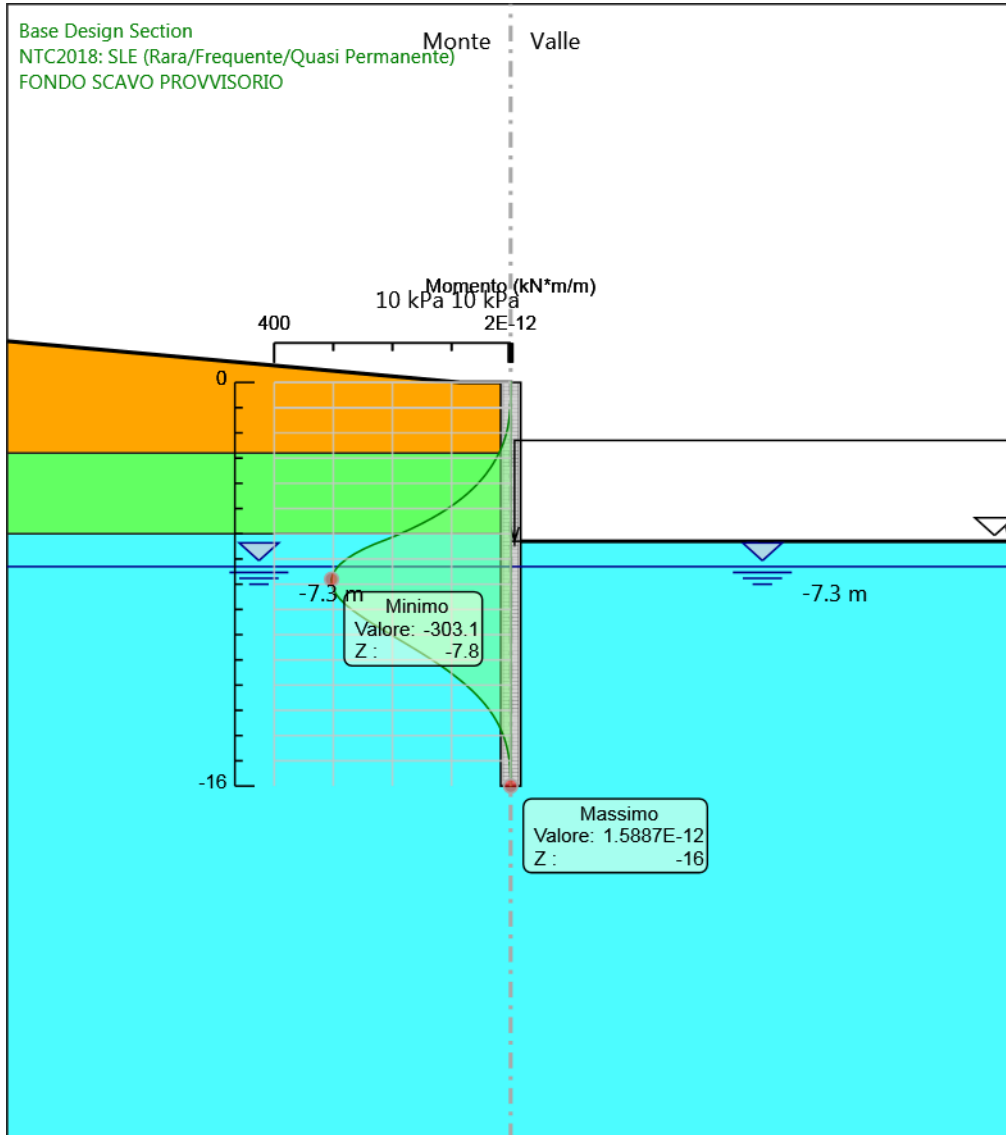 Base Design Section
NTC2018: SLE (Rara/Frequente/Quasi Permanente)
FONDO SCAVO PROVVISORIO
Monte
Valle
Momento (kN*m/m)
10 kPa 10 kPa
400
2E-12
0
-7.3 m
-7.3 m
Minimo
Valore: -303.1
Z : -7.8
-16
Massimo
Valore: 1.5887E-12
Z : -16